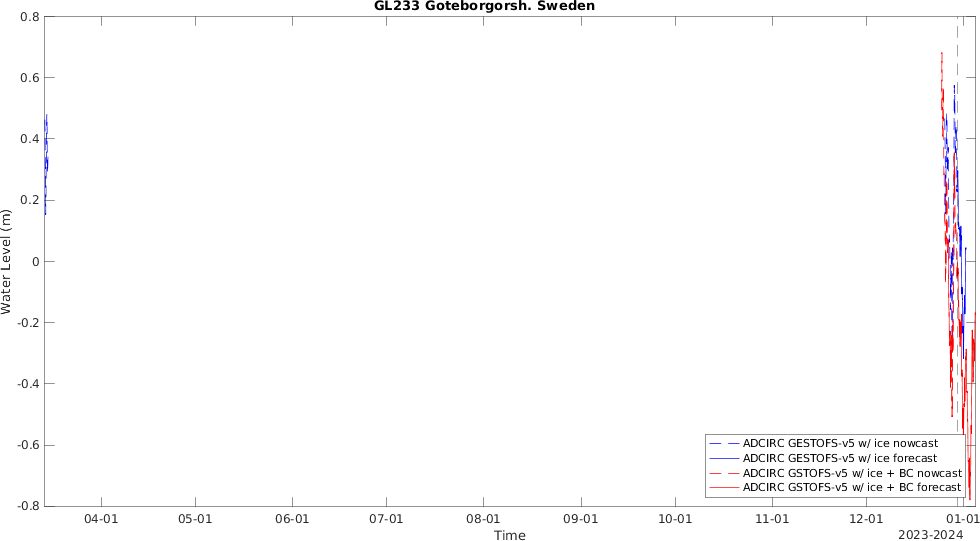 GL233 Goteborgorsh. Sweden
0.8
0.6
0.4
0.2
0
-0.2
-0.4
-0.6
-0.8
Water Level (m)
ADCIRC GESTOFS-v5 w/ ice nowcast
ADCIRC GESTOFS-v5 w/ ice forecast
ADCIRC GSTOFS-v5 w/ ice + BC nowcast
ADCIRC GSTOFS-v5 w/ ice + BC forecast
04-01 05-01 06-01 07-01 08-01 09-01 10-01 11-01 12-01 01-01
Time
2023-2024